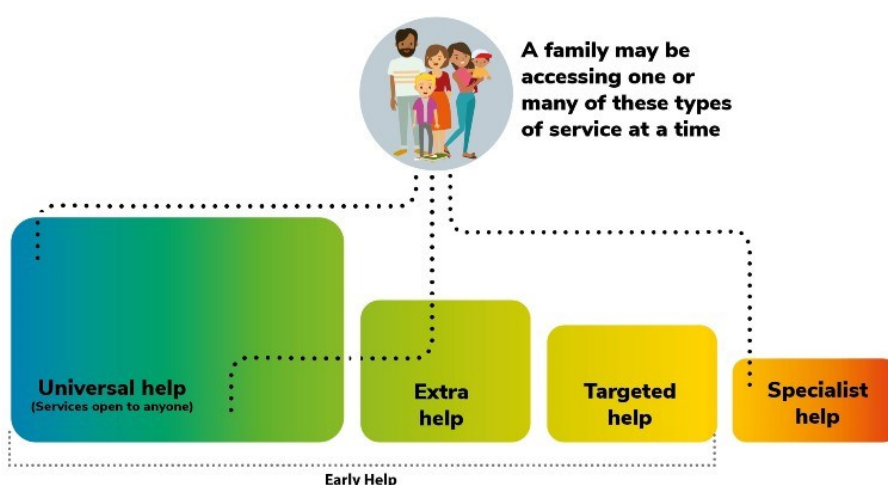 A family may be
accessing one or
many of these types
of service at a time
Universal help
(Services open to anyone)
Extra
help
Targeted
help
Specialist
help
Early Help